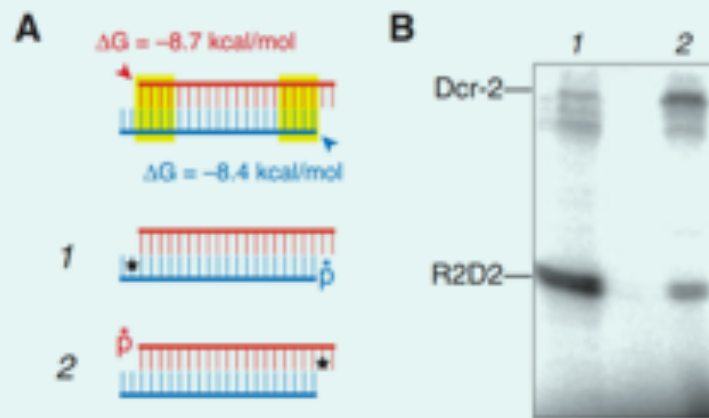 A
ΔG = –8.7 kcal/mol
ΔG = –8.4 kcal/mol
1
p
2
p
B
1 2
Dcr-2
R2D2